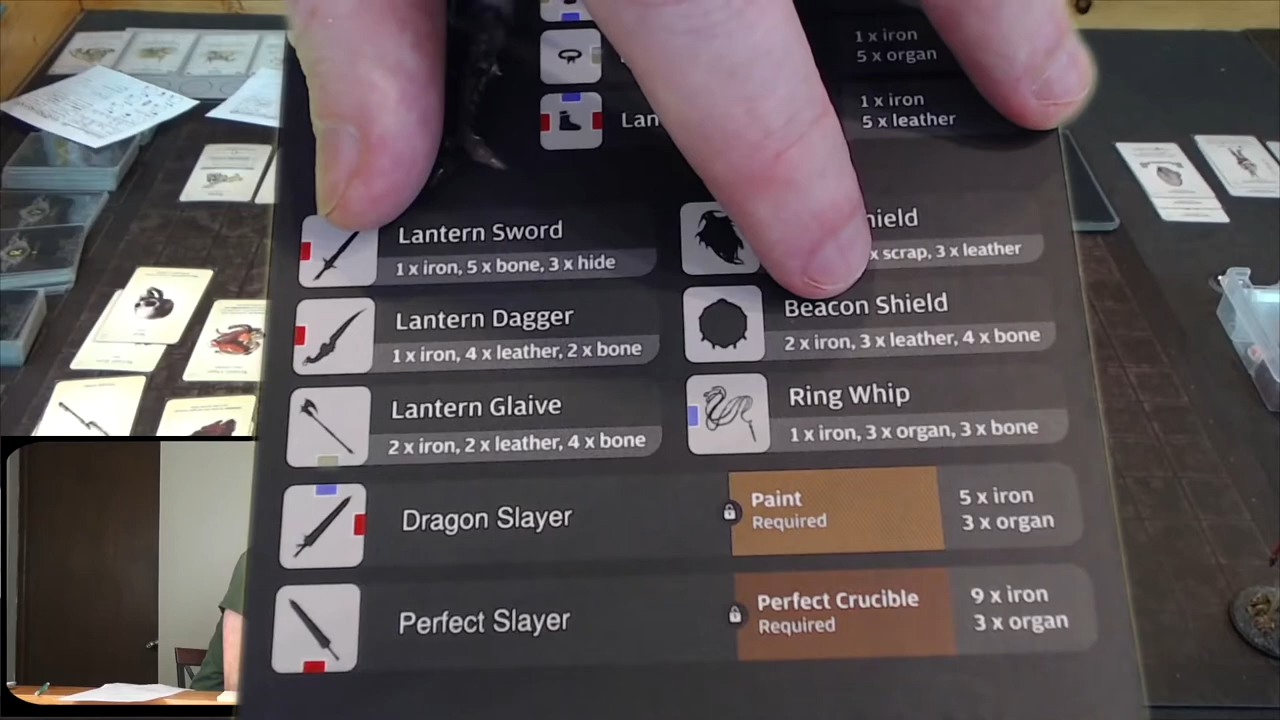 1 x iron
5 x organ
Lan
1 x iron
5 x leather
Lantern Sword
1 x iron, 5 x bone, 3 x hide
hield
x scrap, 3 x leather
Lantern Dagger
1 x iron, 4 x leather, 2 x bone
Beacon Shield
2 x iron, 3 x leather, 4 x bone
Lantern Glaive
2 x iron, 2 x leather, 4 x bone
Ring Whip
1 x iron, 3 x organ, 3 x bone
Dragon Slayer
Paint
Required
5 x iron
3 x organ
Perfect Slayer
Perfect Crucible
Required
9 x iron
3 x organ